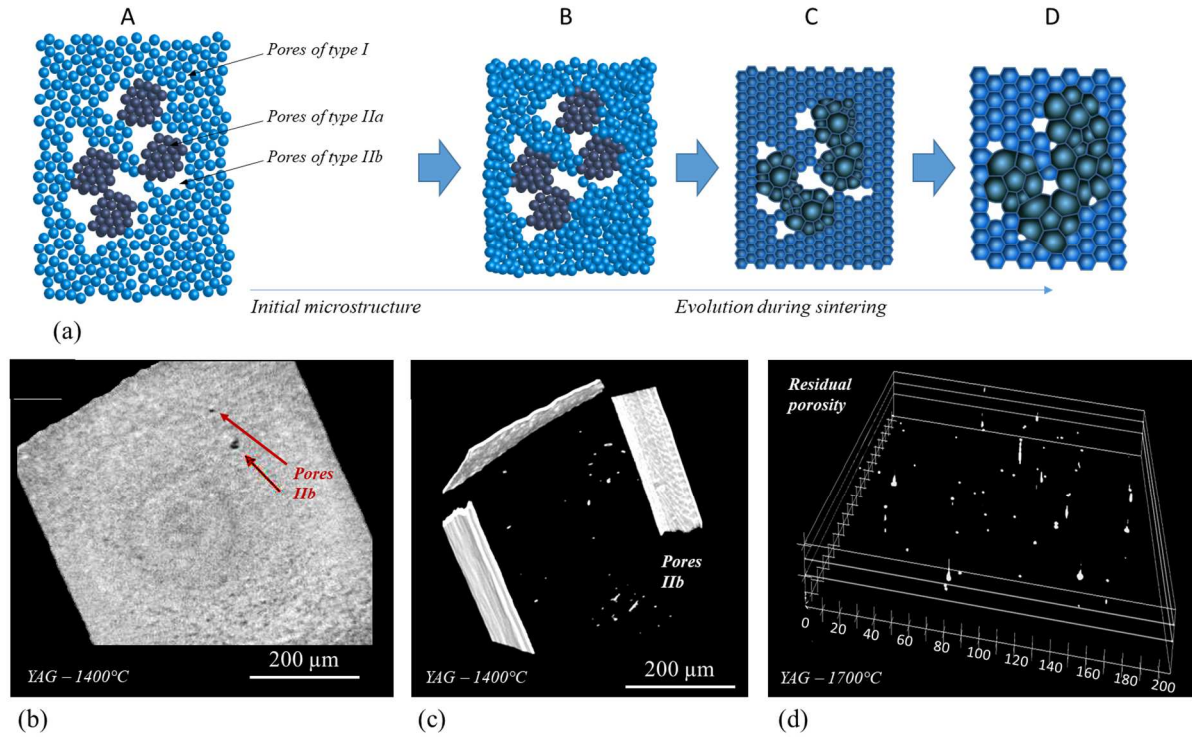 A
B
C
D
Pores of type I
Pores of type IIa
Pores of type IIb
Initial microstructure
Evolution during sintering
(a)
Pores
IIb
200 µm
YAG – 1400°C
(b)
Pores
IIb
200 µm
YAG – 1400°C
(c)
Residual
porosity
0 20 40 60 80 100 120 140 160 180 200
YAG – 1700°C
(d)